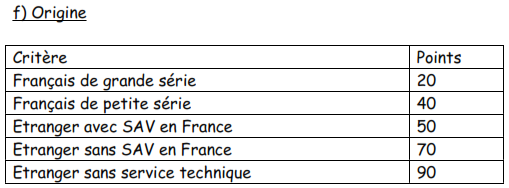 f) Origine
Critère Points
Français de grande série 20
Français de petite série 40
Etranger avec SAV en France 50
Etranger sans SAV en France 70
Etranger sans service technique 90